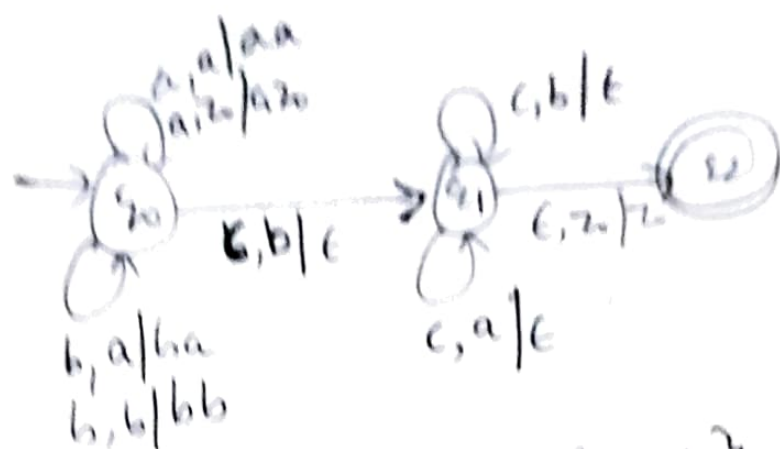 a, a|aa
a, z₀|az₀
c, b|ε
q₀
q₁
q₂
c, b|ε
ε, z₀|z₀
b, a|ba
b, b|bb
c, a|ε